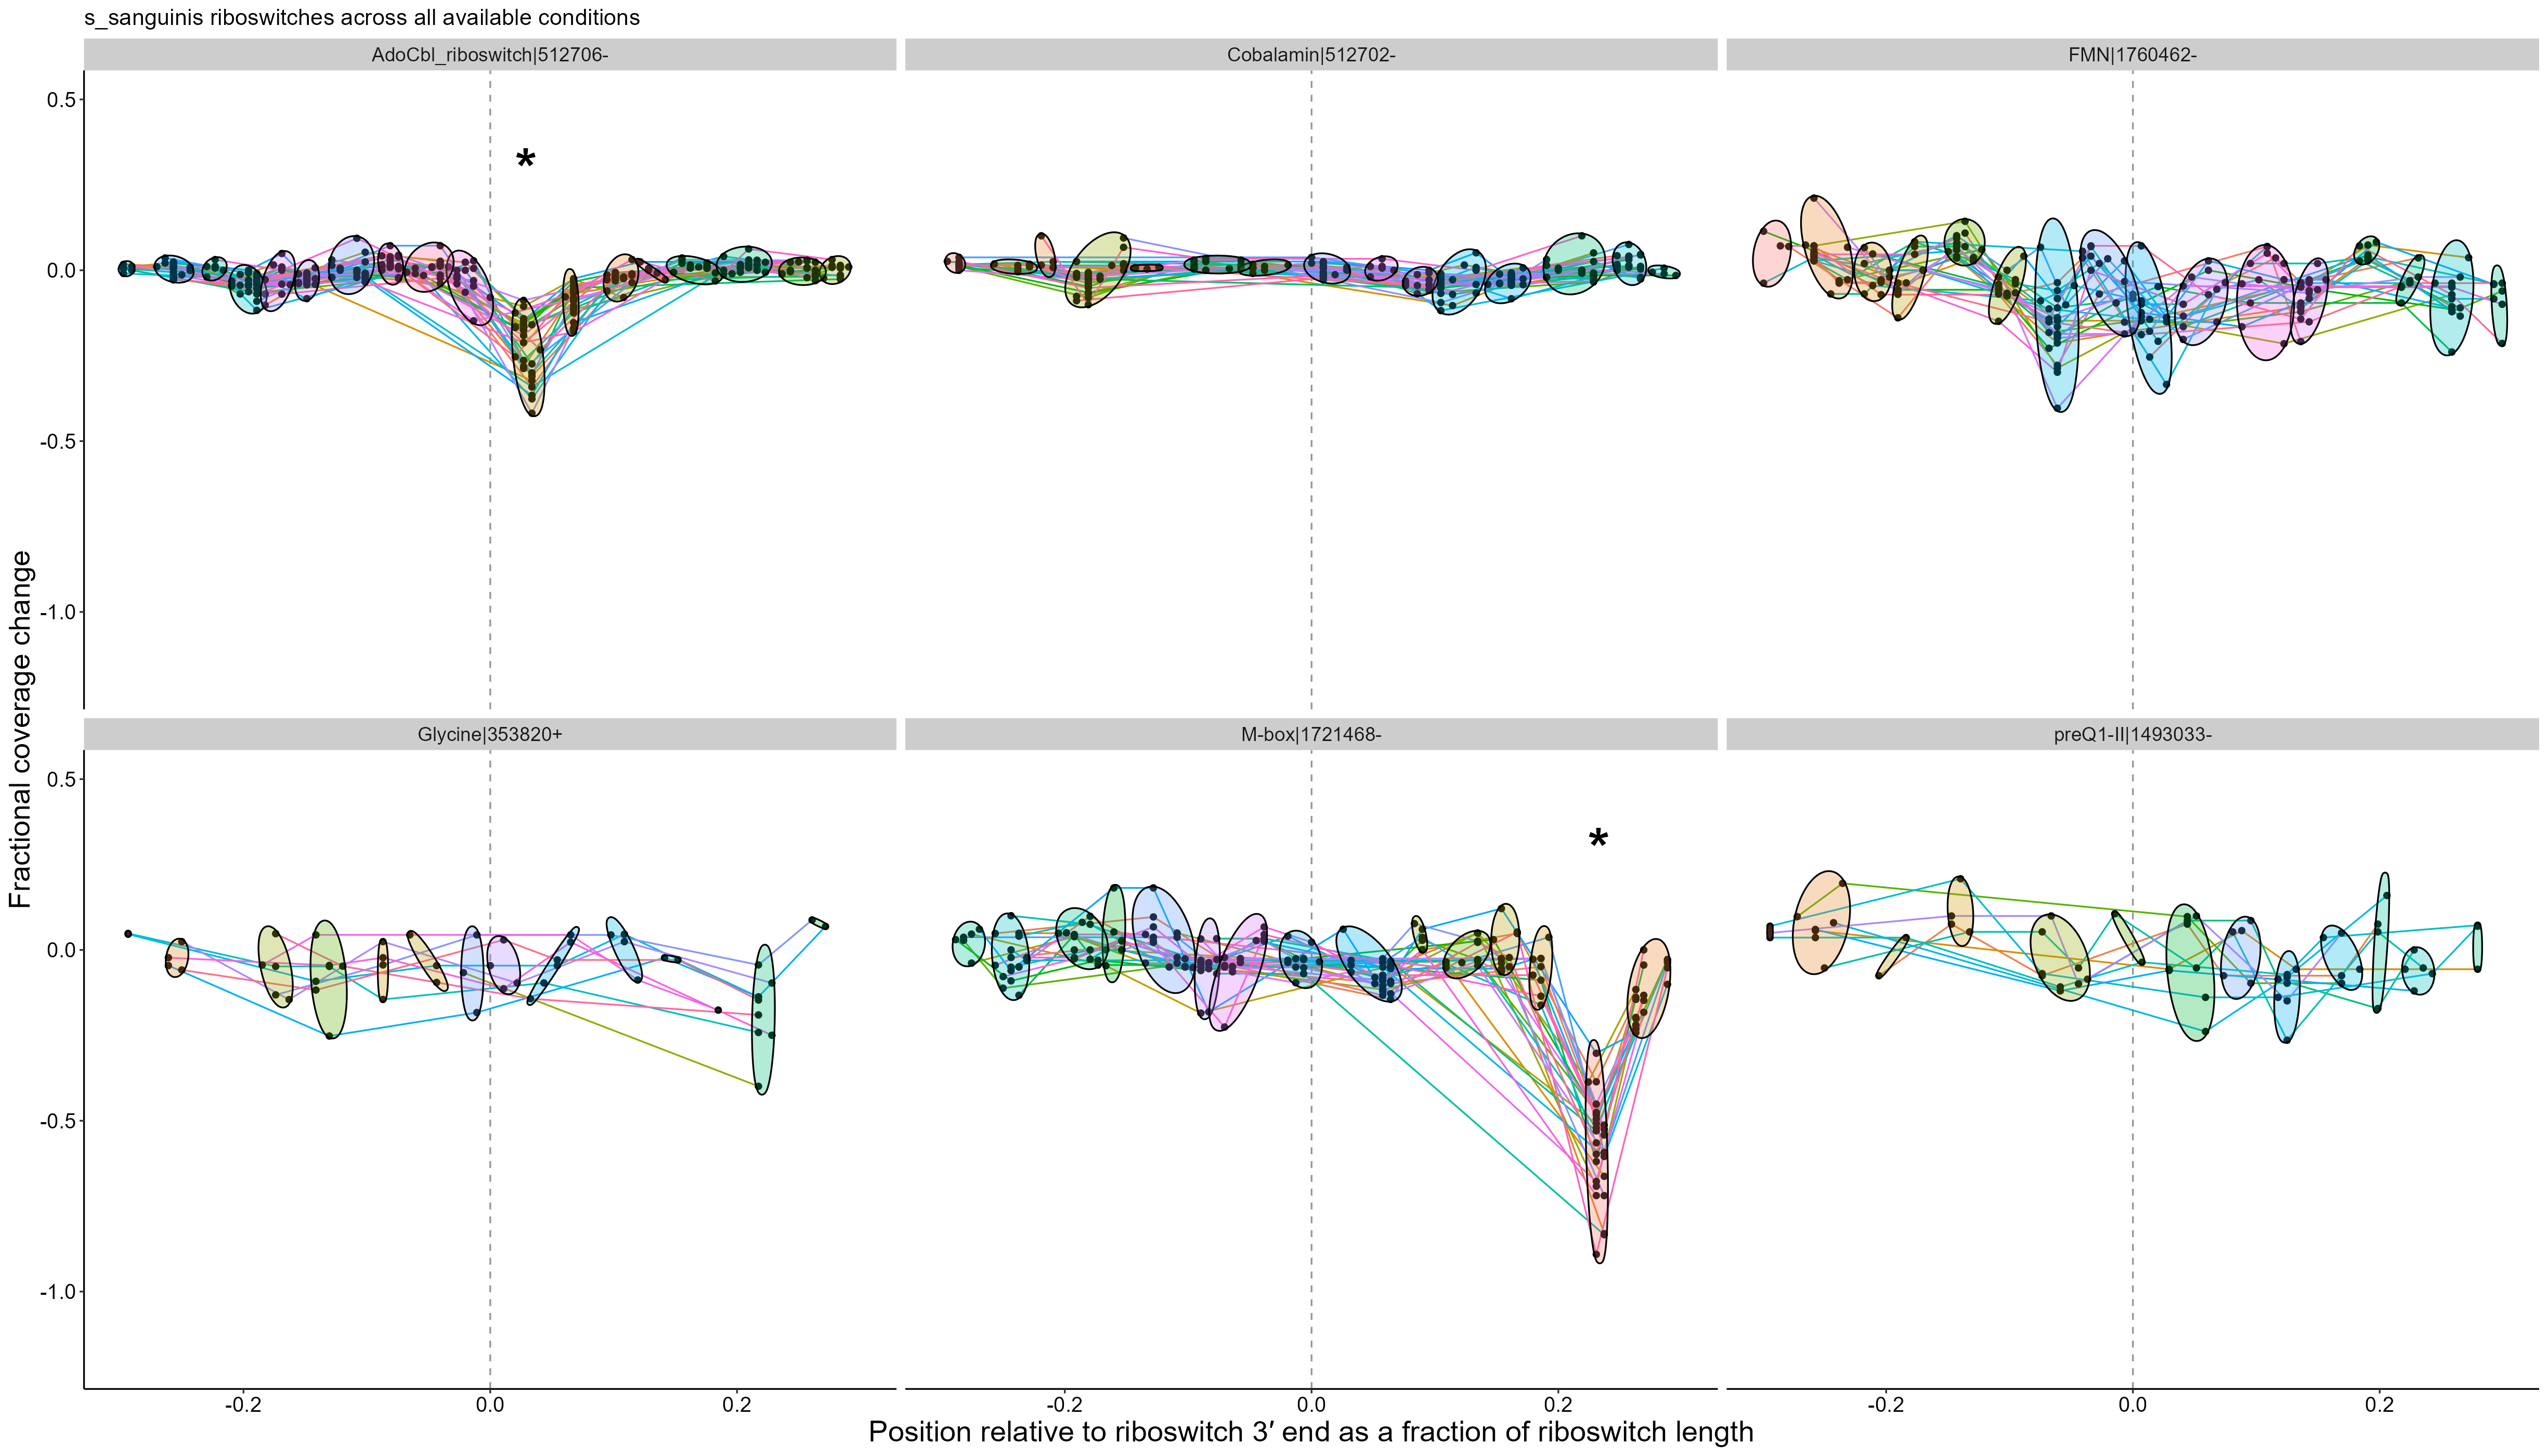 s_sanguinis riboswitches across all available conditions
AdoCbl_riboswitch|512706-
Cobalamin|512702-
FMN|1760462-
0.5
0.0
-0.5
-1.0
*
Glycine|353820+
M-box|1721468-
preQ1-II|1493033-
0.5
0.0
-0.5
-1.0
*
-0.2 0.0 0.2
-0.2 0.0 0.2
-0.2 0.0 0.2
Fractional coverage change
Position relative to riboswitch 3′ end as a fraction of riboswitch length